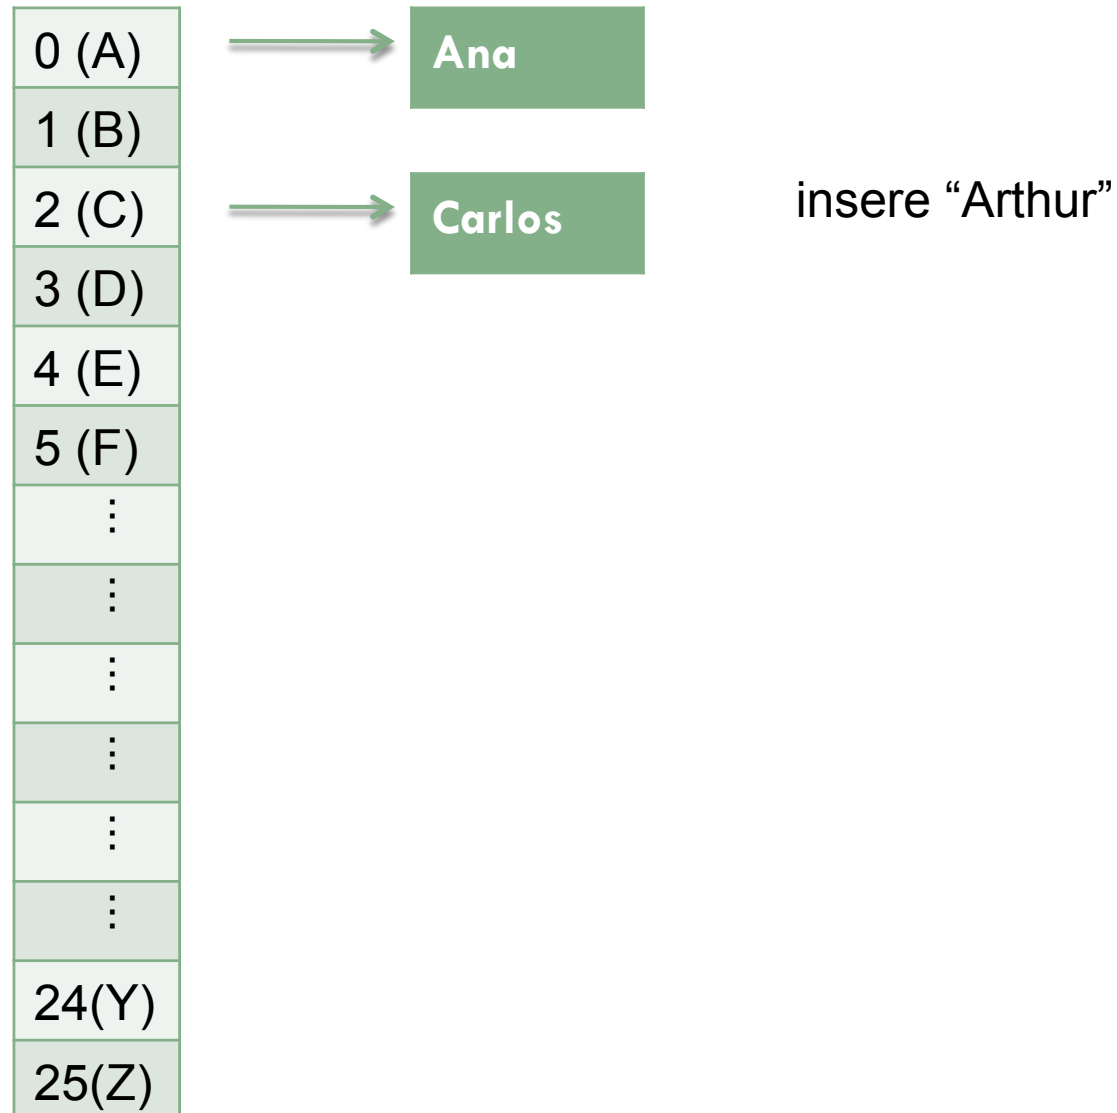 0 (A)
Ana
1 (B)
2 (C)
Carlos
insere “Arthur”
3 (D)
4 (E)
5 (F)
...
...
...
...
...
...
24(Y)
25(Z)